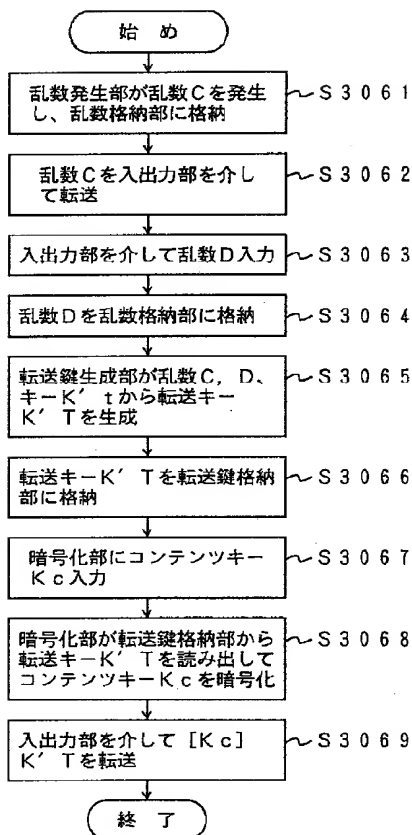 始 め
乱数発生部が乱数Cを発生
し、乱数格納部に格納
S3061
乱数Cを入出力部を介し
て転送
S3062
入出力部を介して乱数D入力
S3063
乱数Dを乱数格納部に格納
S3064
転送鍵生成部が乱数C, D、
キーK′tから転送キー
K′Tを生成
S3065
転送キーK′Tを転送鍵格納
部に格納
S3066
暗号化部にコンテンツキー
Kc入力
S3067
暗号化部が転送鍵格納部から
転送キーK′Tを読み出して
コンテンツキーKcを暗号化
S3068
入出力部を介して[Kc]
K′Tを転送
S3069
終 了